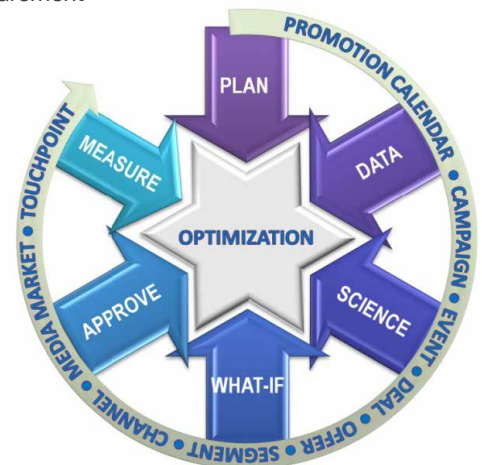 PLAN
DATA
SCIENCE
WHAT-IF
APPROVE
MEASURE
OPTIMIZATION
PROMOTION CALENDAR • CAMPAIGN • EVENT • DEAL • OFFER • SEGMENT • CHANNEL • MEDIA MARKET • TOUCHPOINT